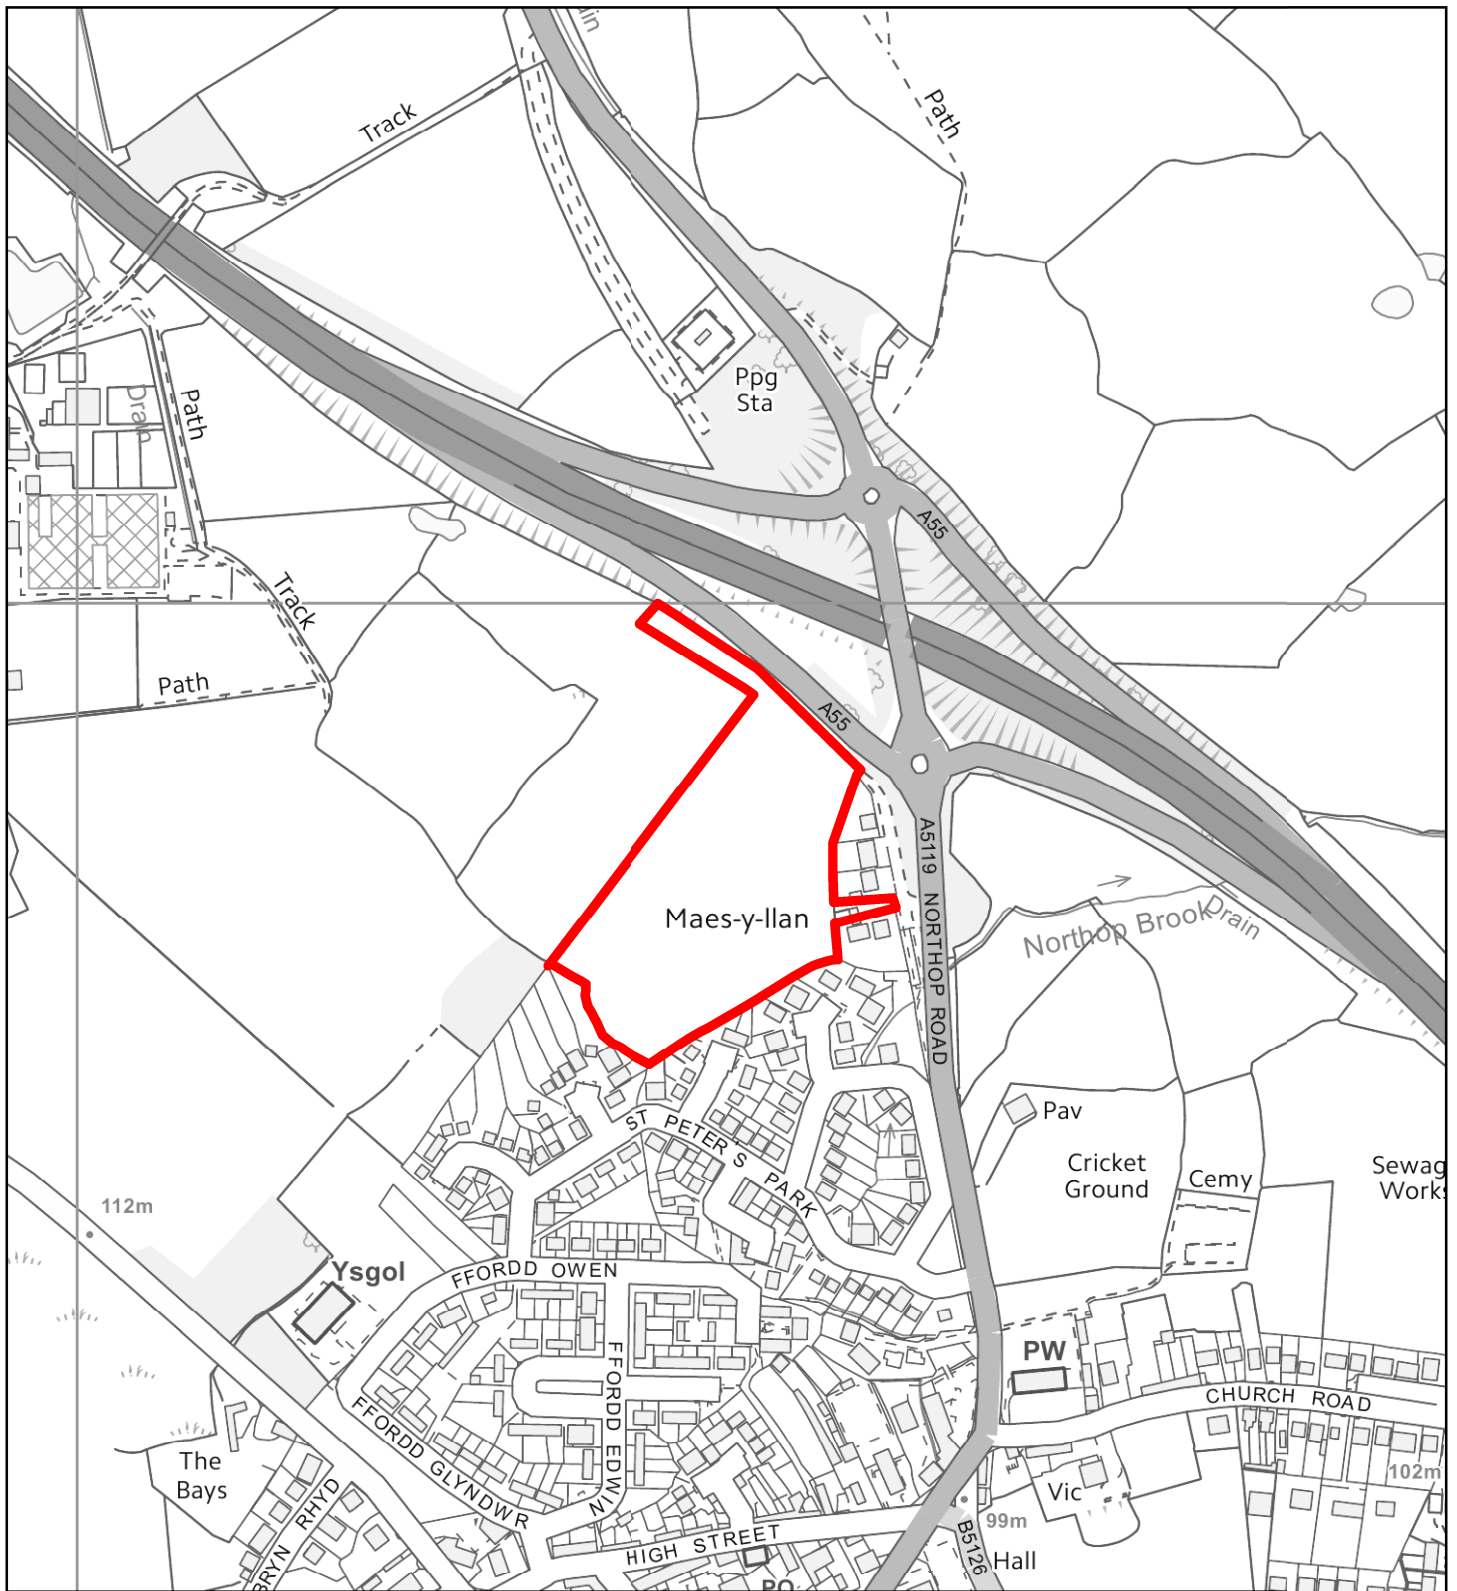 Track
Path
Ppg
Sta
Drain
Path
A55
Track
Path
A55
A5119 NORTHOP ROAD
Maes-y-llan
Northop Brook
Drain
Pav
ST PETER'S PARK
Cricket
Ground
Cemy
112m
Ysgol
FFORDD OWEN
PW
FFORDD EDWIN
CHURCH ROAD
FFORDD GLYNDWR
The
Bays
102m
Vic
BRYN RHYD
99m
HIGH STREET
B5126
Hall
PO